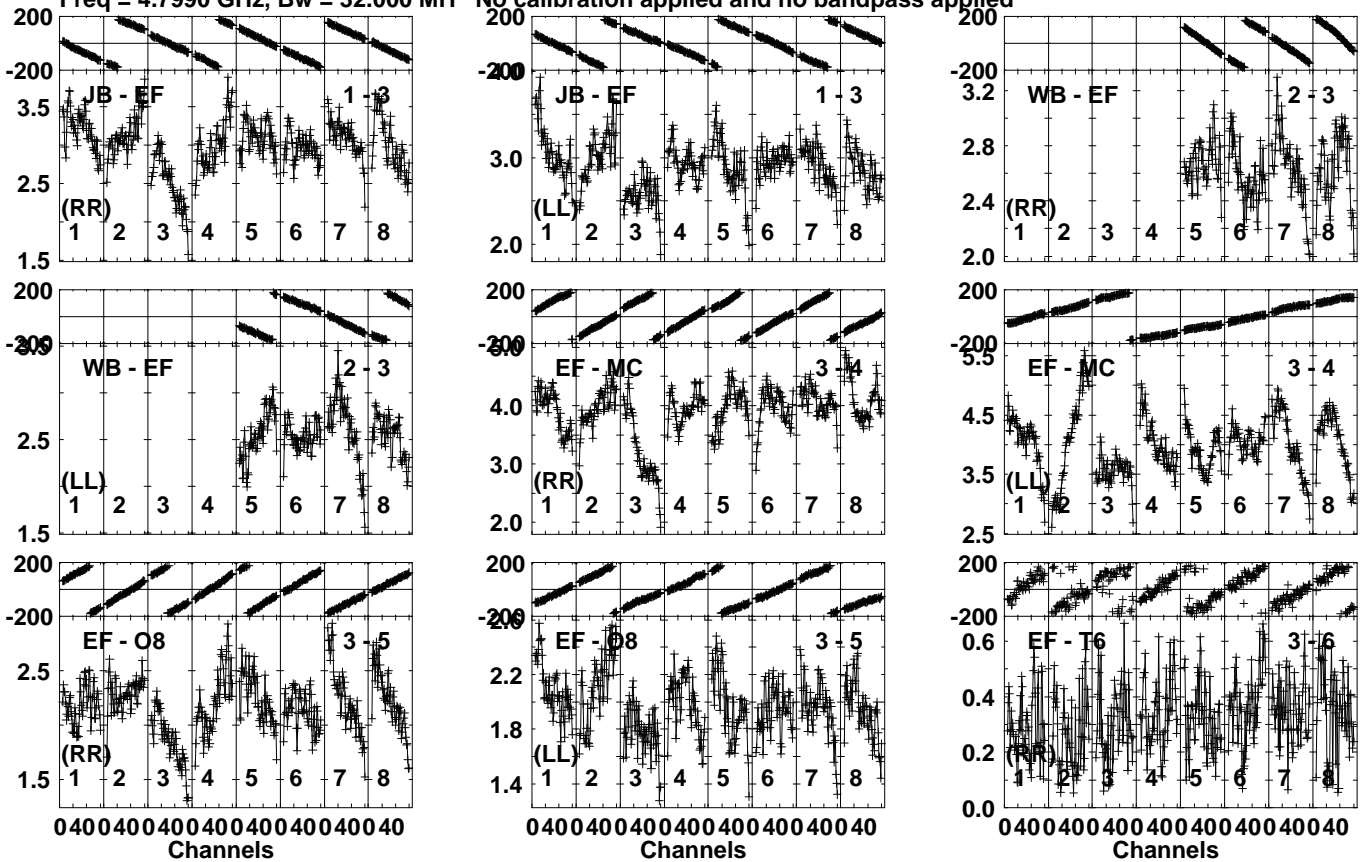 Freq = 4.7990 GHz, Bw = 32.000 MH No calibration applied and no bandpass applied
200
-200
JB - EF 1 - 3
3.5
2.5
1.5
(RR)
1 2 3 4 5 6 7 8
200
JB - EF 1 - 3
3.0
2.0
(LL)
1 2 3 4 5 6 7 8
200
-200
WB - EF 2 - 3
3.2
2.8
2.4
2.0
(RR)
1 2 3 4 5 6 7 8
200
WB - EF 2 - 3
2.5
1.5
(LL)
1 2 3 4 5 6 7 8
200
EF - MC 3 - 4
4.0
3.0
2.0
(RR)
1 2 3 4 5 6 7 8
200
-200
EF - MC 3 - 4
5.5
4.5
3.5
2.5
(LL)
1 2 3 4 5 6 7 8
200
-200
EF - O8 3 - 5
2.5
1.5
(RR)
1 2 3 4 5 6 7 8
0 40 0 40 0 40 0 40 0 40 0 40 0 40 0 40
Channels
200
EF - O8 3 - 5
2.2
1.8
1.4
(LL)
1 2 3 4 5 6 7 8
0 40 0 40 0 40 0 40 0 40 0 40 0 40 0 40
Channels
200
-200
EF - T6 3 - 6
0.6
0.4
0.2
0.0
(RR)
1 2 3 4 5 6 7 8
0 40 0 40 0 40 0 40 0 40 0 40 0 40 0 40
Channels